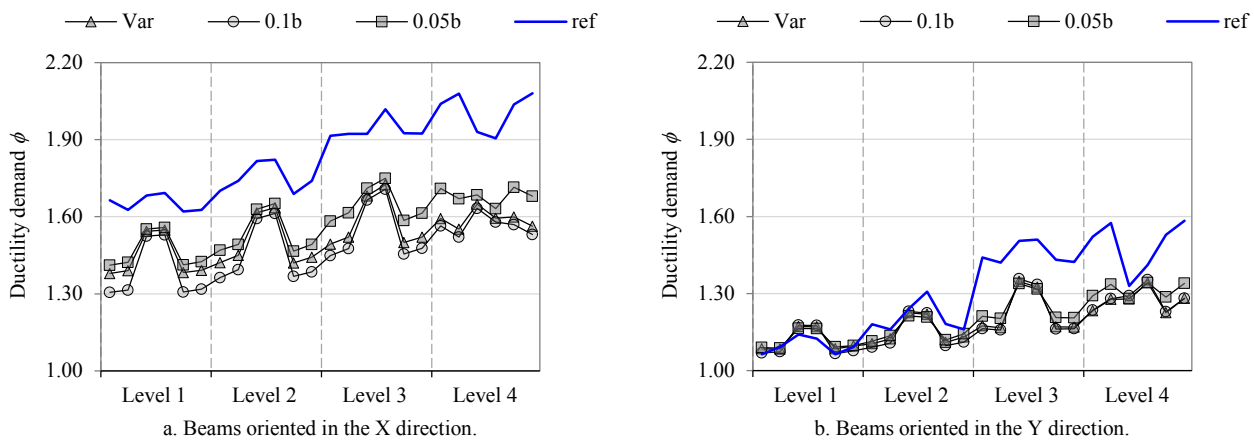 Var 0.1b 0.05b ref
Ductility demand ϕ
2.20
1.90
1.60
1.30
1.00
Level 1 Level 2 Level 3 Level 4
a. Beams oriented in the X direction.
Var 0.1b 0.05b ref
Ductility demand ϕ
2.20
1.90
1.60
1.30
1.00
Level 1 Level 2 Level 3 Level 4
b. Beams oriented in the Y direction.